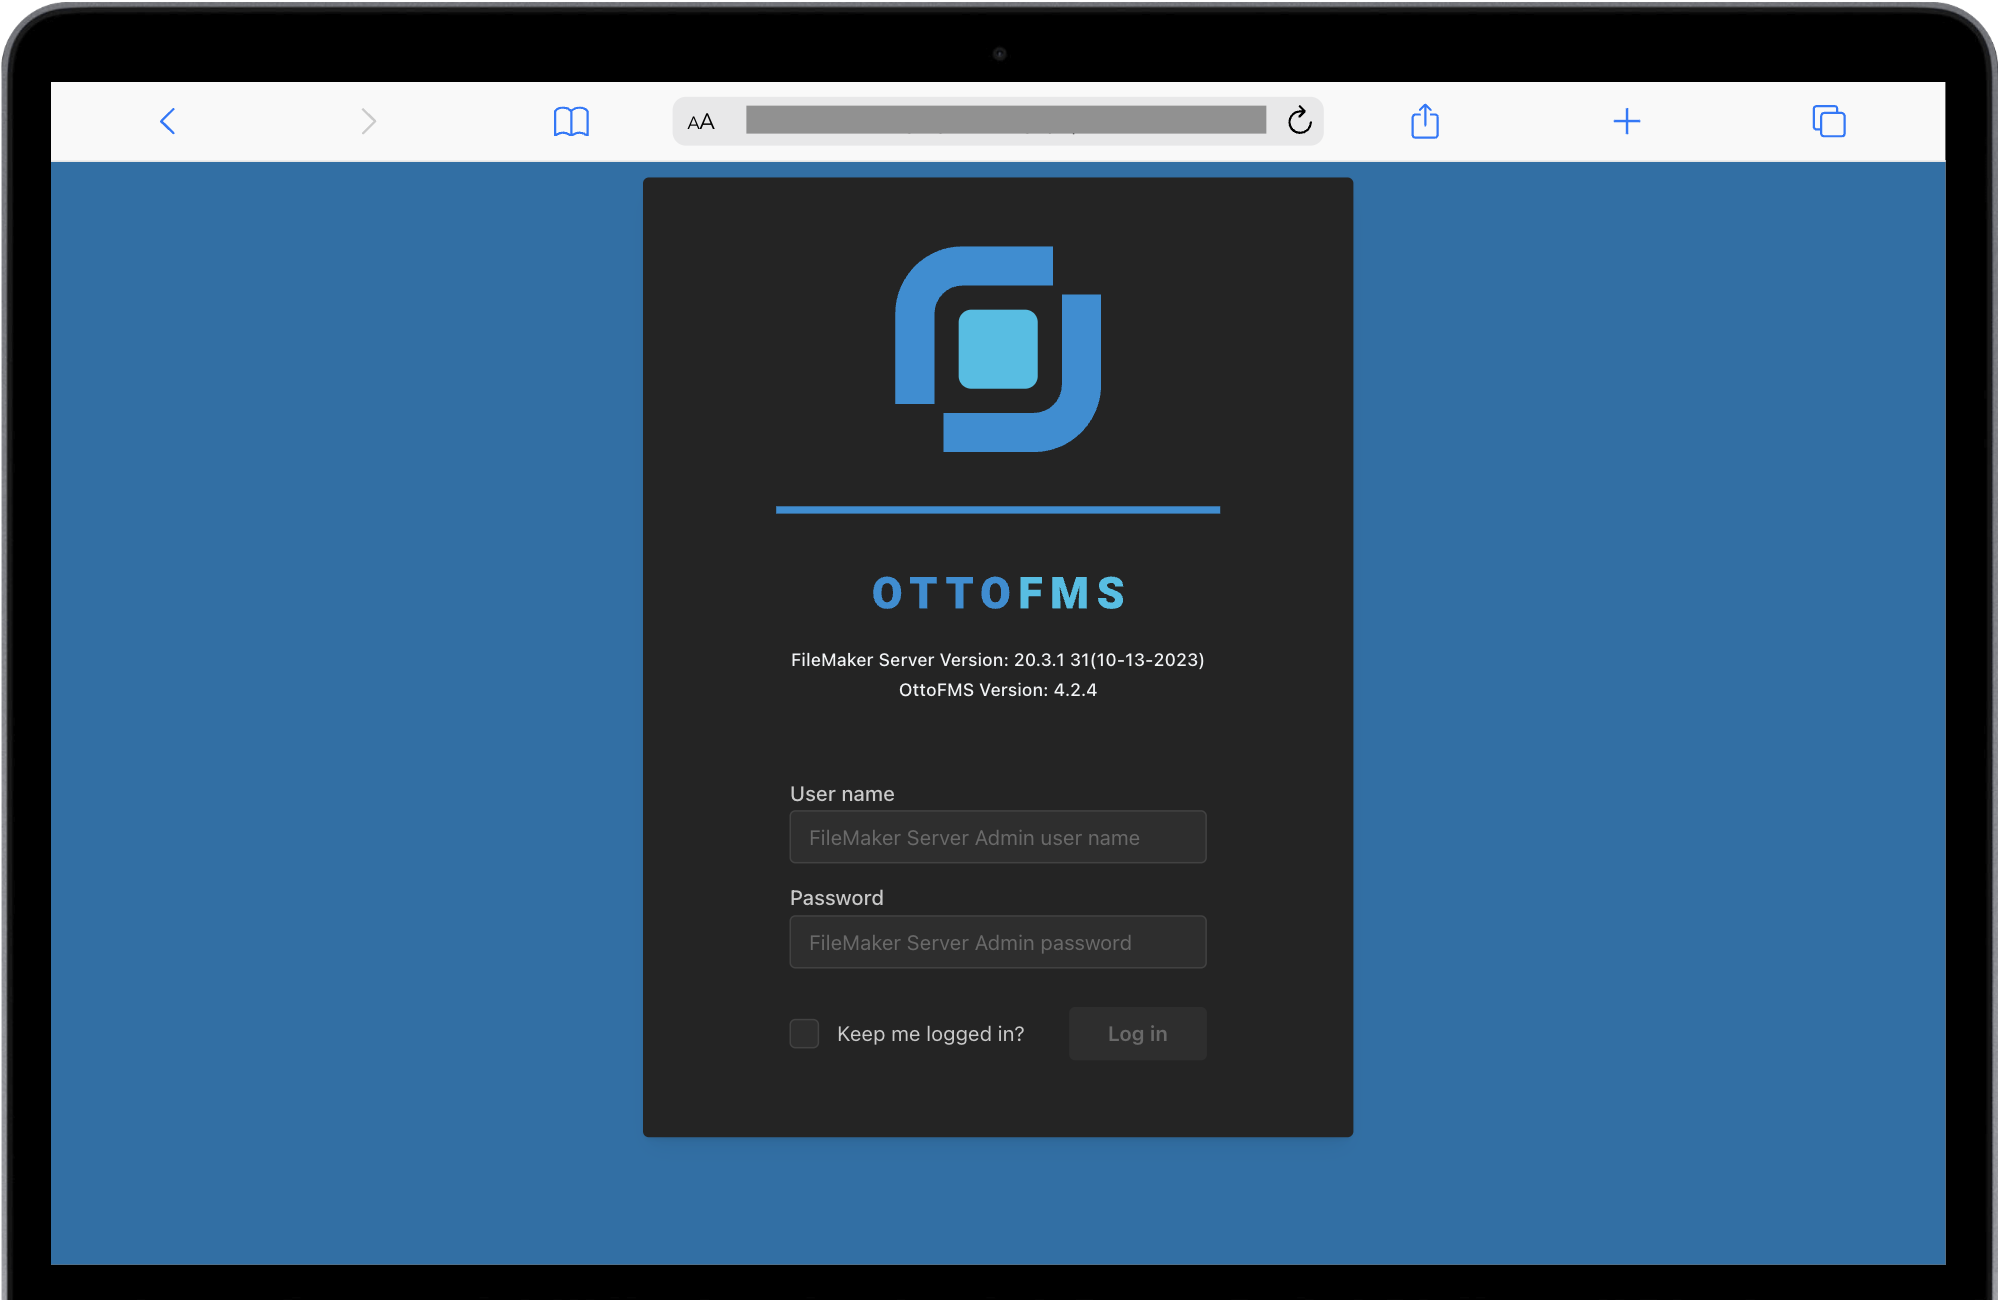 AA
OTTOFMS
FileMaker Server Version: 20.3.1 31(10-13-2023)
OttoFMS Version: 4.2.4
User name
FileMaker Server Admin user name
Password
FileMaker Server Admin password
Keep me logged in? Log in